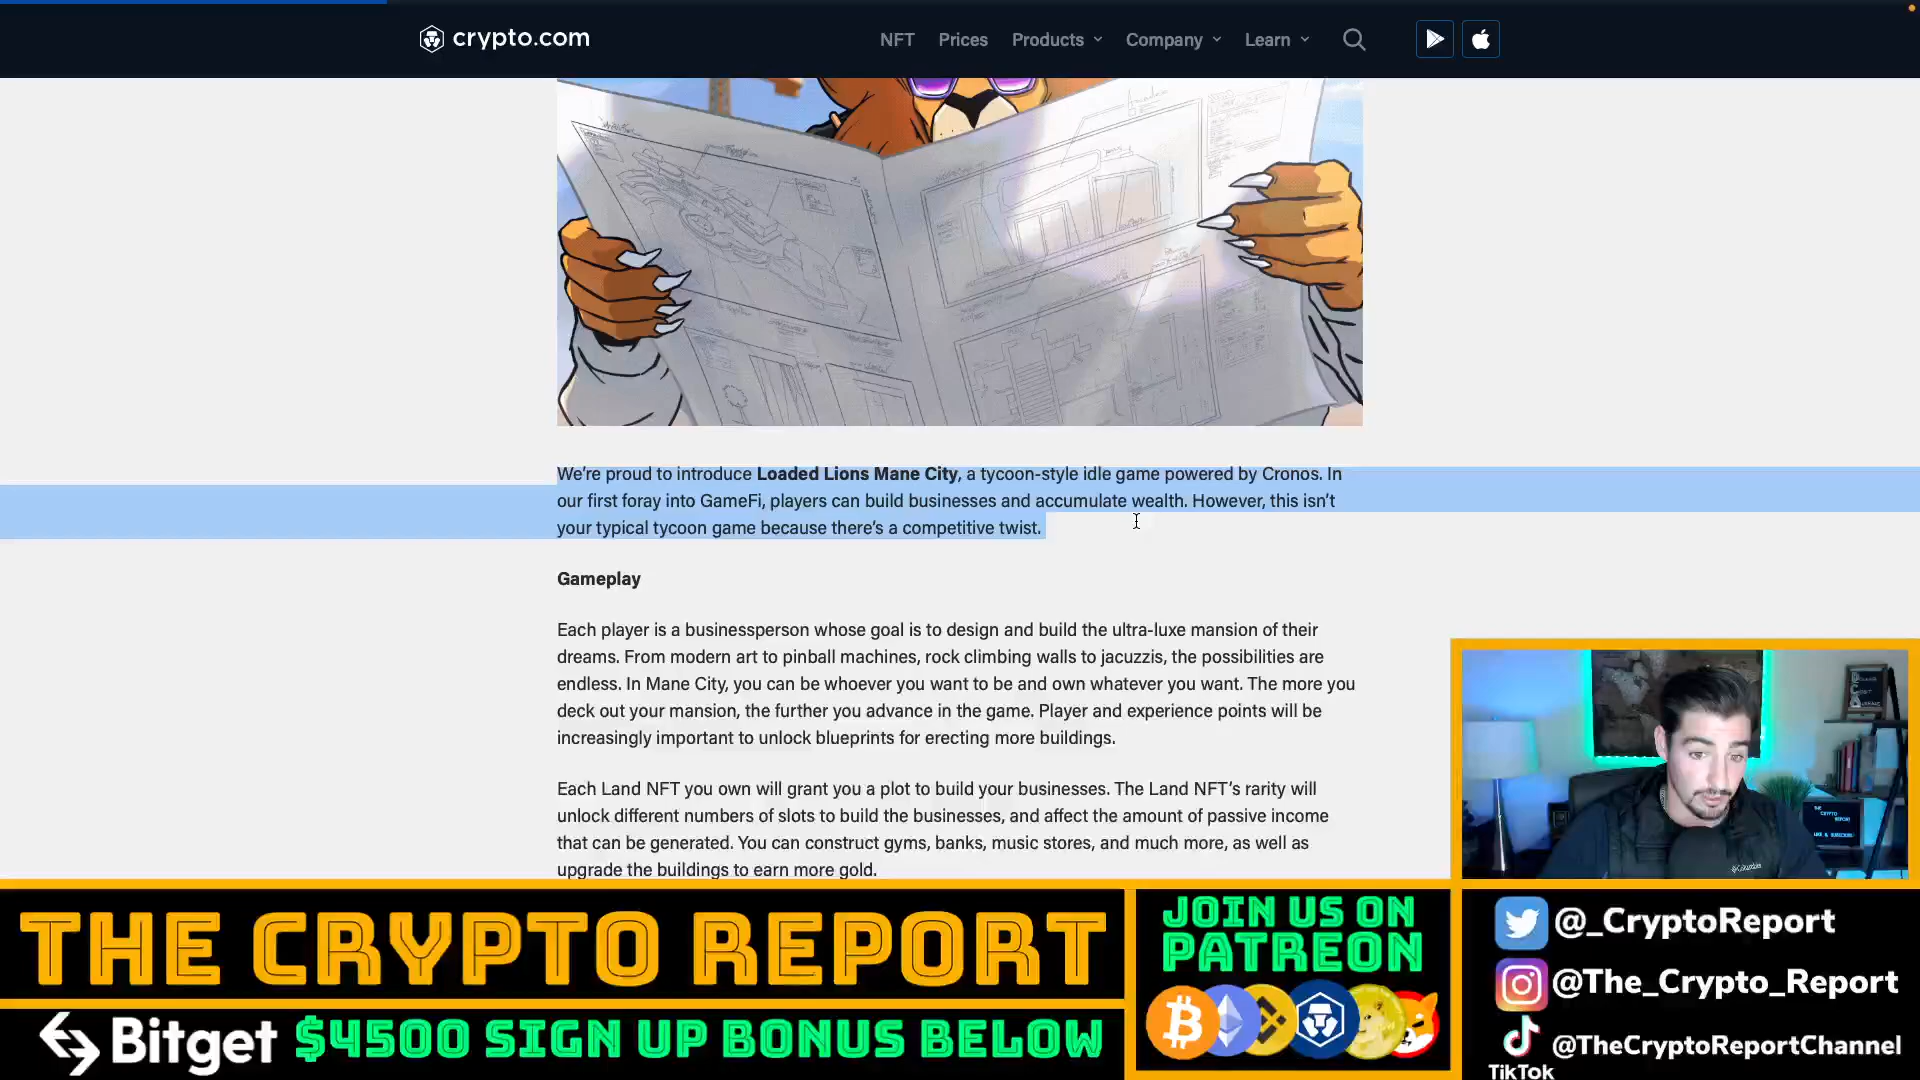 crypto.com
NFT
Prices
Products
Company
Learn
We're proud to introduce Loaded Lions Mane City, a tycoon-style idle game powered by Cronos. In
our first foray into GameFi, players can build businesses and accumulate wealth. However, this isn't
your typical tycoon game because there's a competitive twist.
Gameplay
Each player is a businessperson whose goal is to design and build the ultra-luxe mansion of their
dreams. From modern art to pinball machines, rock climbing walls to jacuzzis, the possibilities are
endless. In Mane City, you can be whoever you want to be and own whatever you want. The more you
deck out your mansion, the further you advance in the game. Player and experience points will be
increasingly important to unlock blueprints for erecting more buildings.
Each Land NFT you own will grant you a plot to build your businesses. The Land NFT's rarity will
unlock different numbers of slots to build the businesses, and affect the amount of passive income
that can be generated. You can construct gyms, banks, music stores, and much more, as well as
upgrade the buildings to earn more gold.
THE CRYPTO REPORT
Bitget $4500 SIGN UP BONUS BELOW
JOIN US ON
PATREON
@_CryptoReport
@The_Crypto_Report
@TheCryptoReportChannel
TikTok